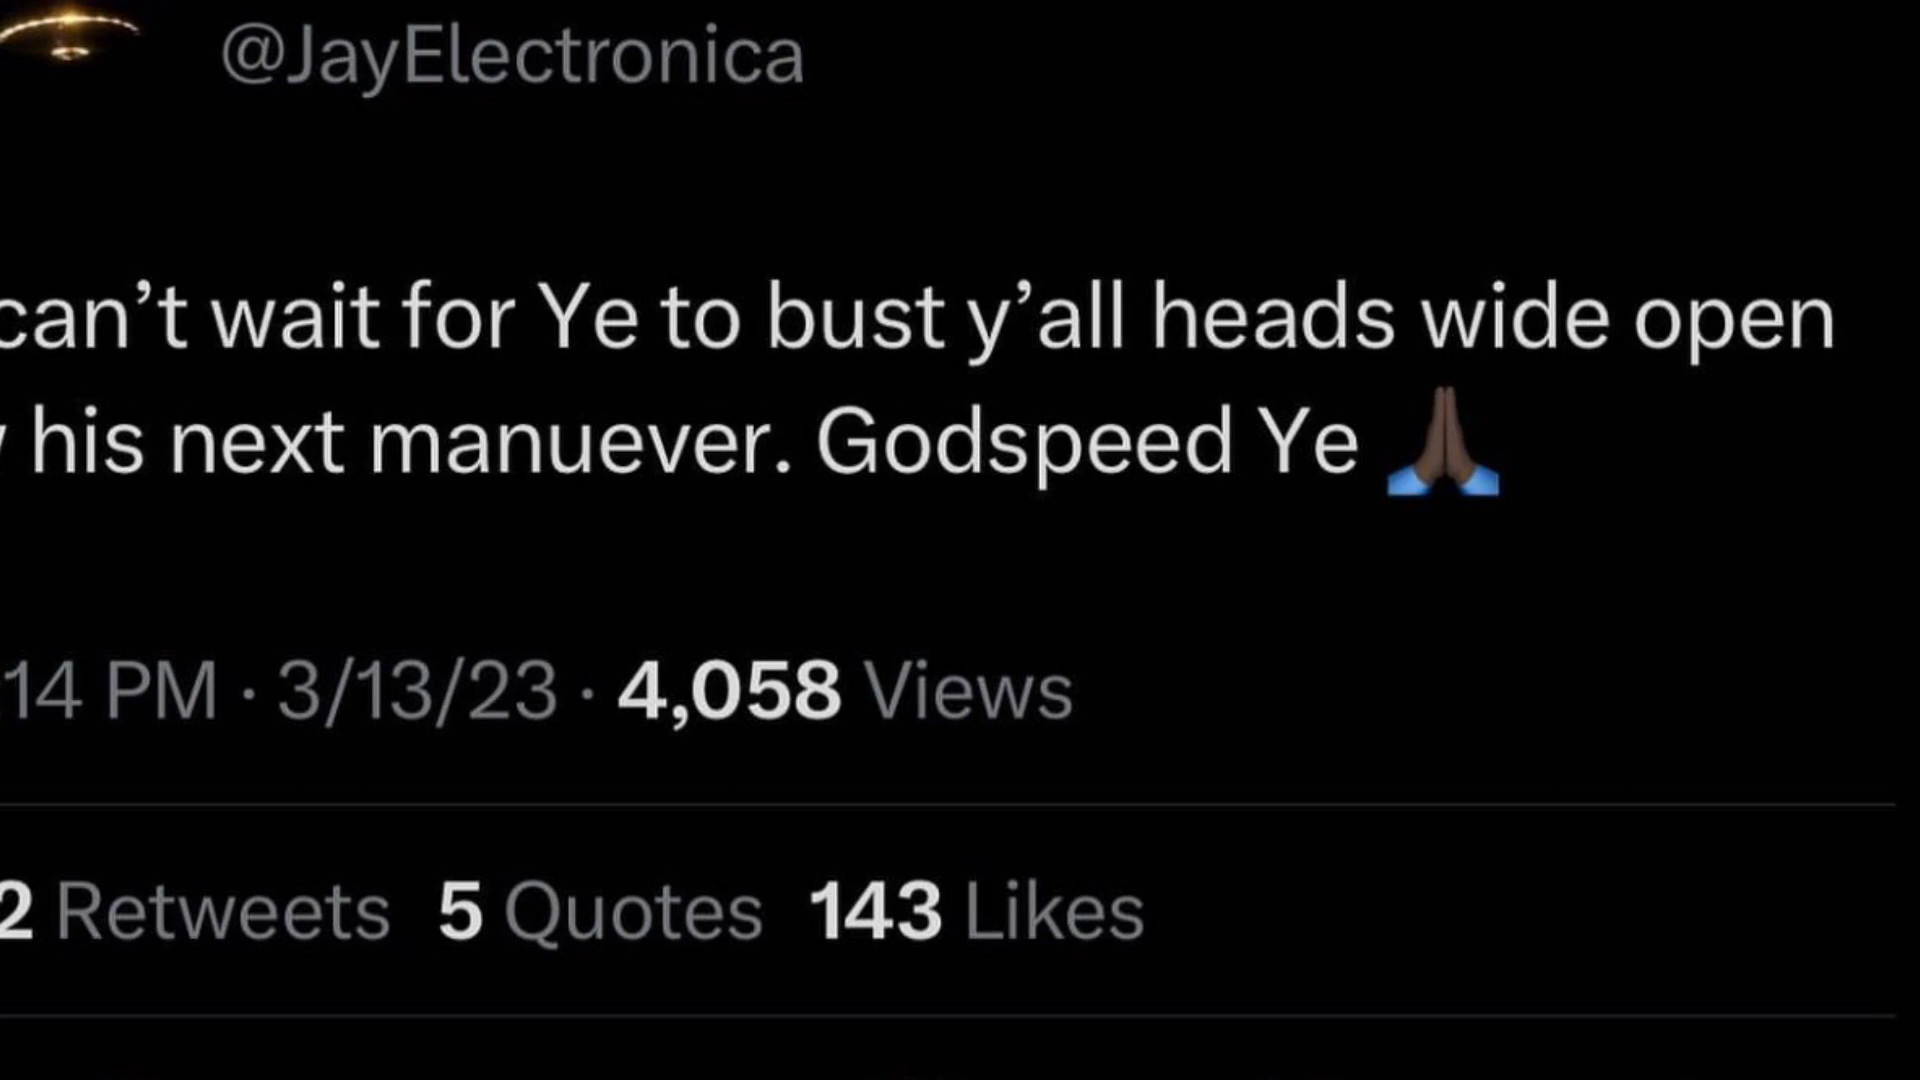 @JayElectronica
can’t wait for Ye to bust y’all heads wide open
his next manuever. Godspeed Ye 🙏🏿
14 PM · 3/13/23 · 4,058 Views
2 Retweets 5 Quotes 143 Likes